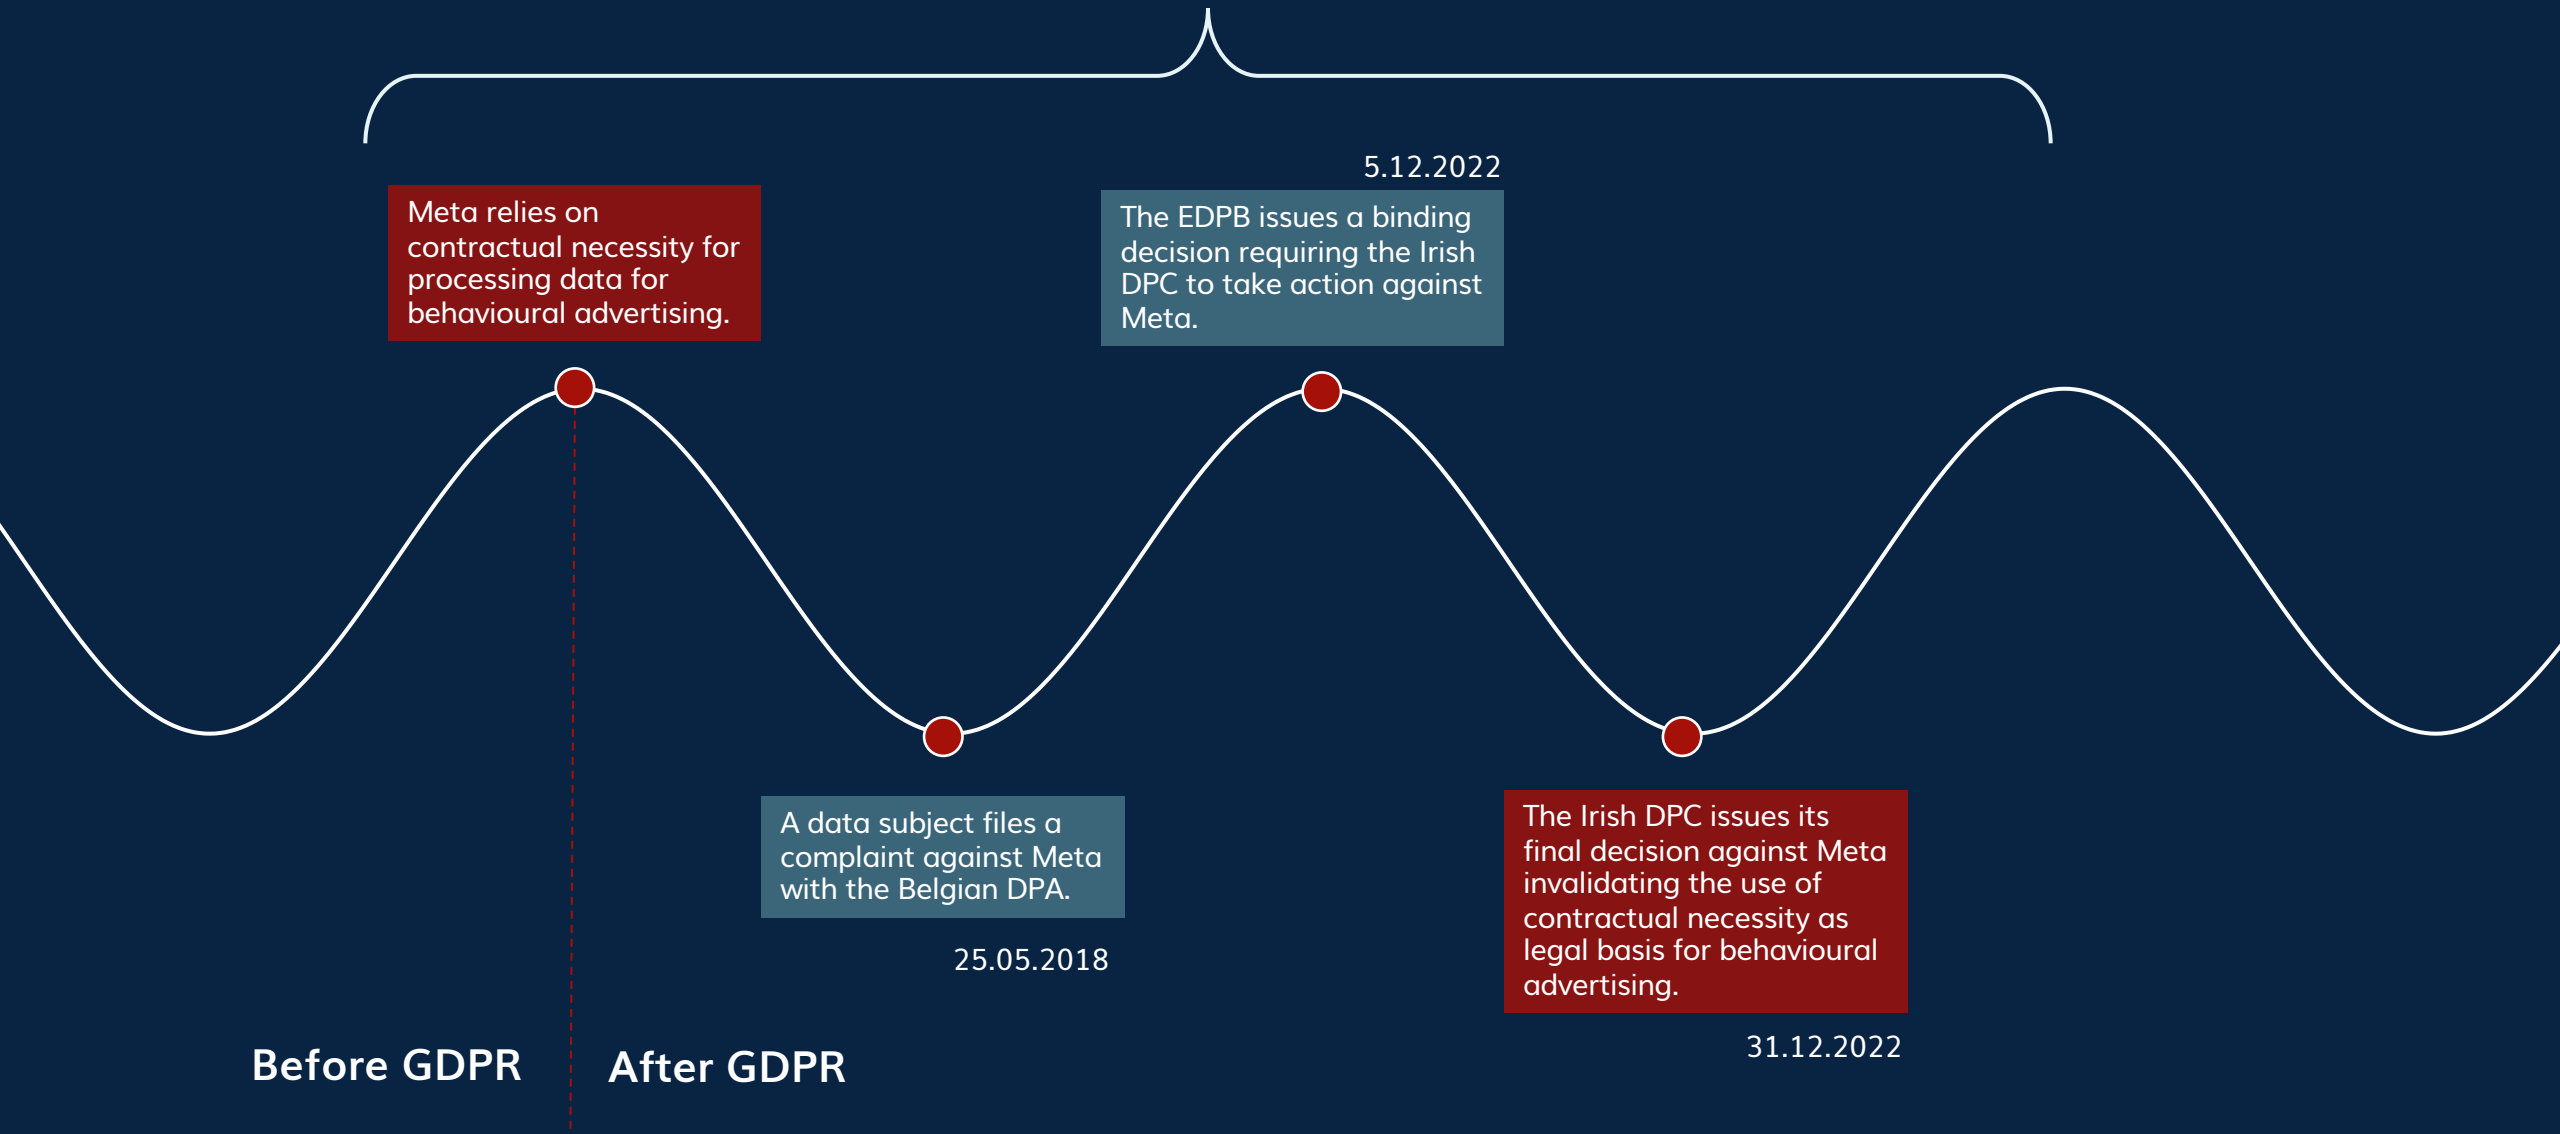 Meta relies on
contractual necessity for
processing data for
behavioural advertising.
5.12.2022
The EDPB issues a binding
decision requiring the Irish
DPC to take action against
Meta.
A data subject files a
complaint against Meta
with the Belgian DPA.
25.05.2018
The Irish DPC issues its
final decision against Meta
invalidating the use of
contractual necessity as
legal basis for behavioural
advertising.
31.12.2022
Before GDPR
After GDPR